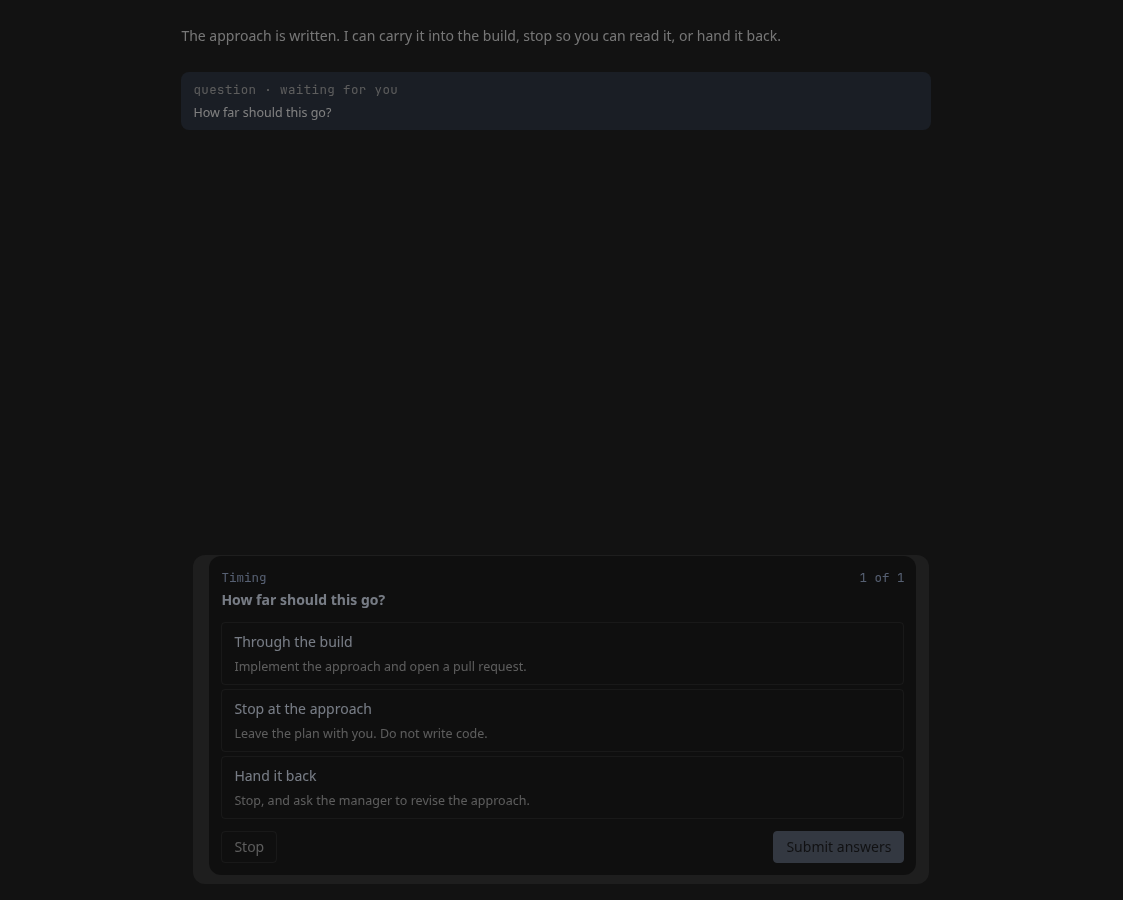 The approach is written. I can carry it into the build, stop so you can read it, or hand it back.
question · waiting for you
How far should this go?
Timing
1 of 1
How far should this go?
Through the build
Implement the approach and open a pull request.
Stop at the approach
Leave the plan with you. Do not write code.
Hand it back
Stop, and ask the manager to revise the approach.
Stop
Submit answers